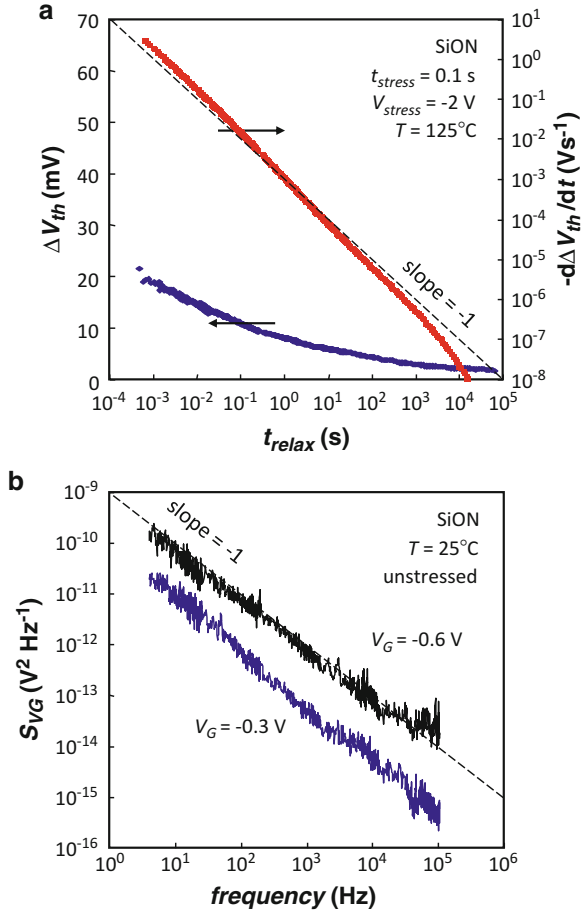 a
70
60
50
40
30
20
10
0
ΔV_th (mV)
10^1
10^0
10^-1
10^-2
10^-3
10^-4
10^-5
10^-6
10^-7
10^-8
-dΔV_th/dt (Vs^-1)
SiON
t_stress = 0.1 s
V_stress = -2 V
T = 125°C
slope = -1
10^-4 10^-3 10^-2 10^-1 10^0 10^1 10^2 10^3 10^4 10^5
t_relax (s)
b
10^-9
10^-10
10^-11
10^-12
10^-13
10^-14
10^-15
10^-16
S_VG (V^2 Hz^-1)
slope = -1
SiON
T = 25°C
unstressed
V_G = -0.6 V
V_G = -0.3 V
10^0 10^1 10^2 10^3 10^4 10^5 10^6
frequency (Hz)